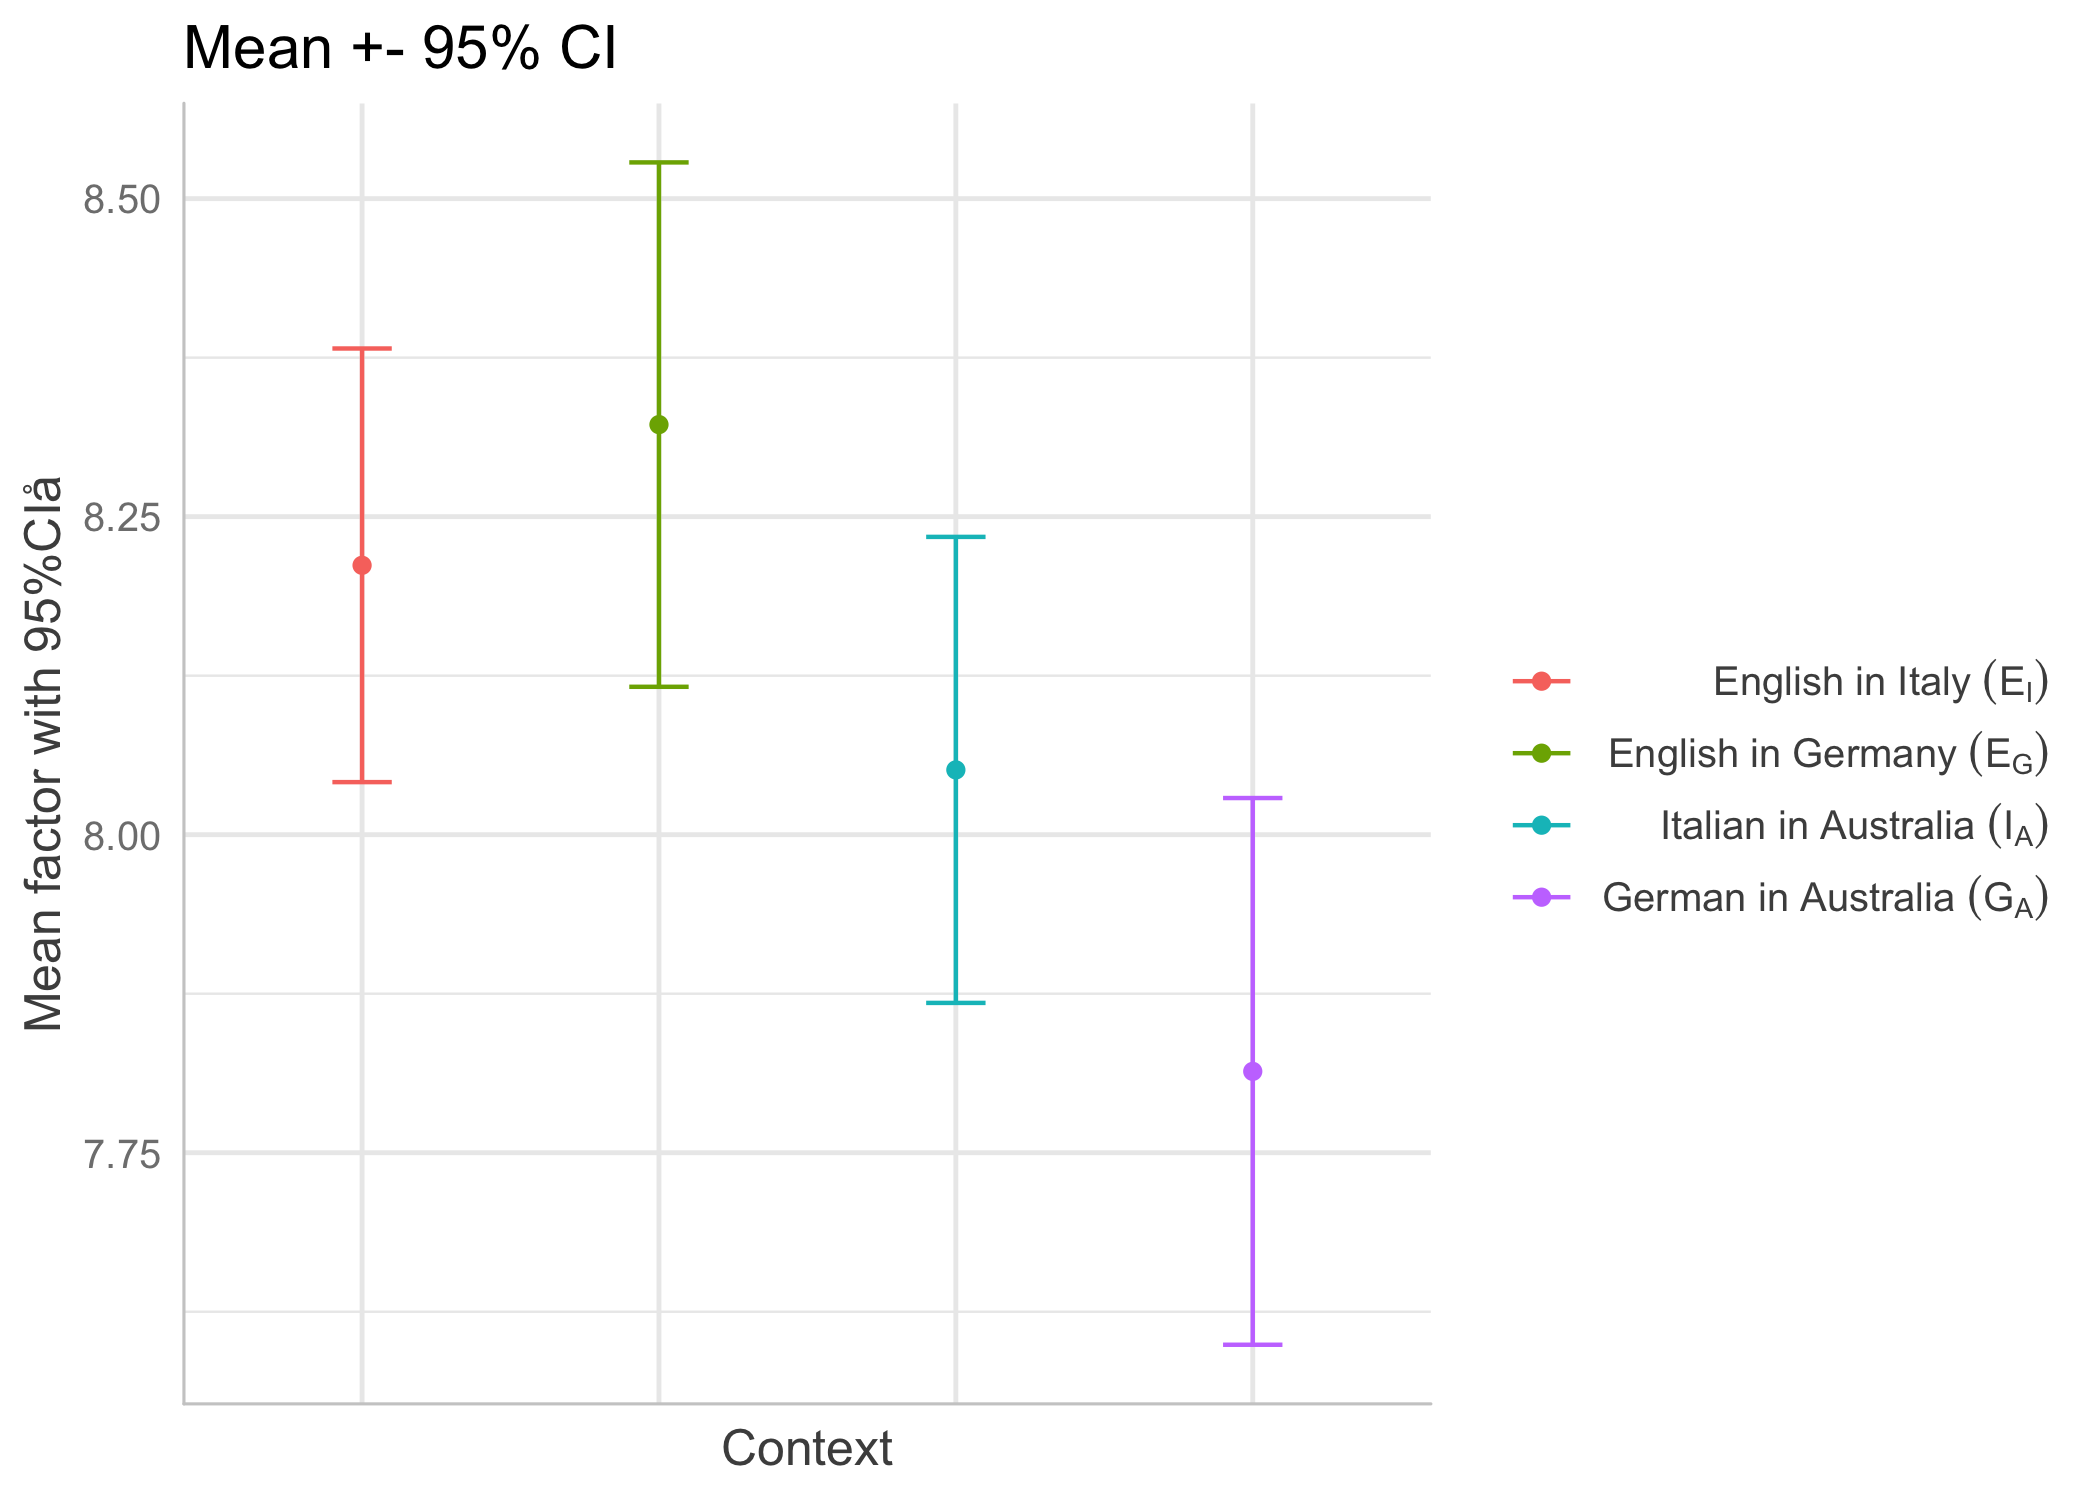 Mean +- 95% CI
Mean factor with 95%CIå
8.50
8.25
8.00
7.75
Context
English in Italy (E_I)
English in Germany (E_G)
Italian in Australia (I_A)
German in Australia (G_A)